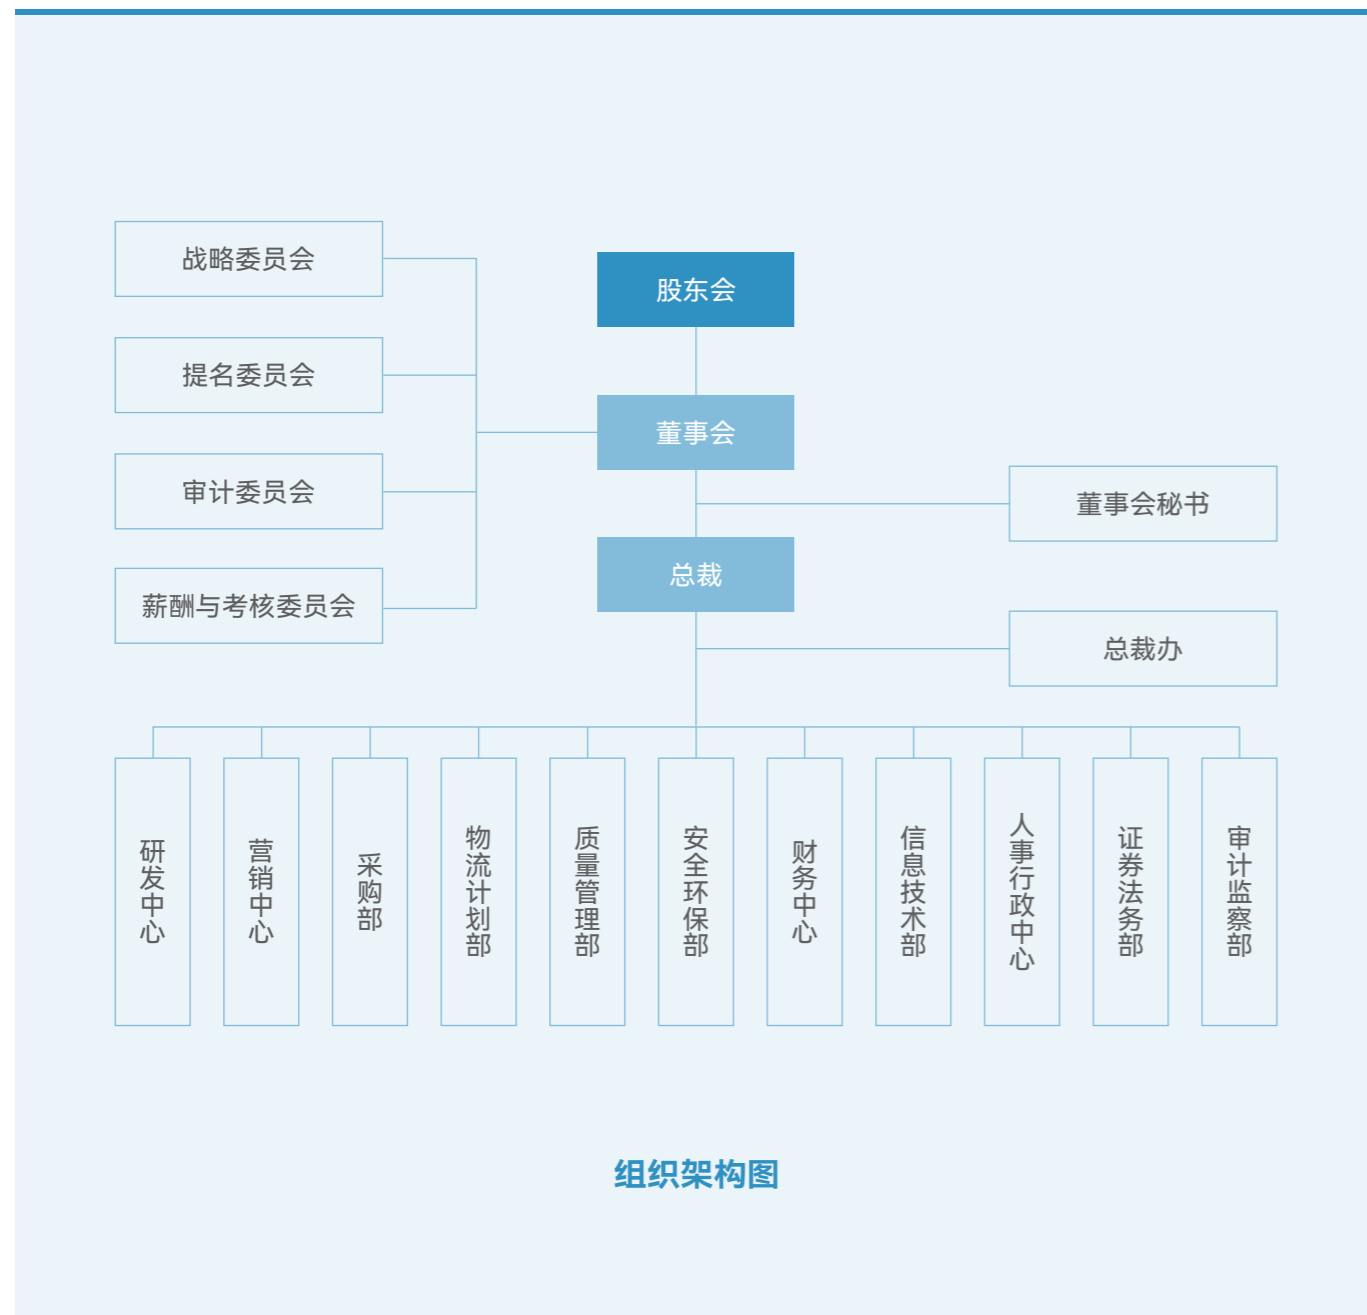 战略委员会
股东会
提名委员会
董事会
审计委员会
董事会秘书
总裁
薪酬与考核委员会
总裁办
研发中心
营销中心
采购部
物流计划部
质量管理部
安全环保部
财务中心
信息技术部
人事行政中心
证券法务部
审计监察部
组织架构图